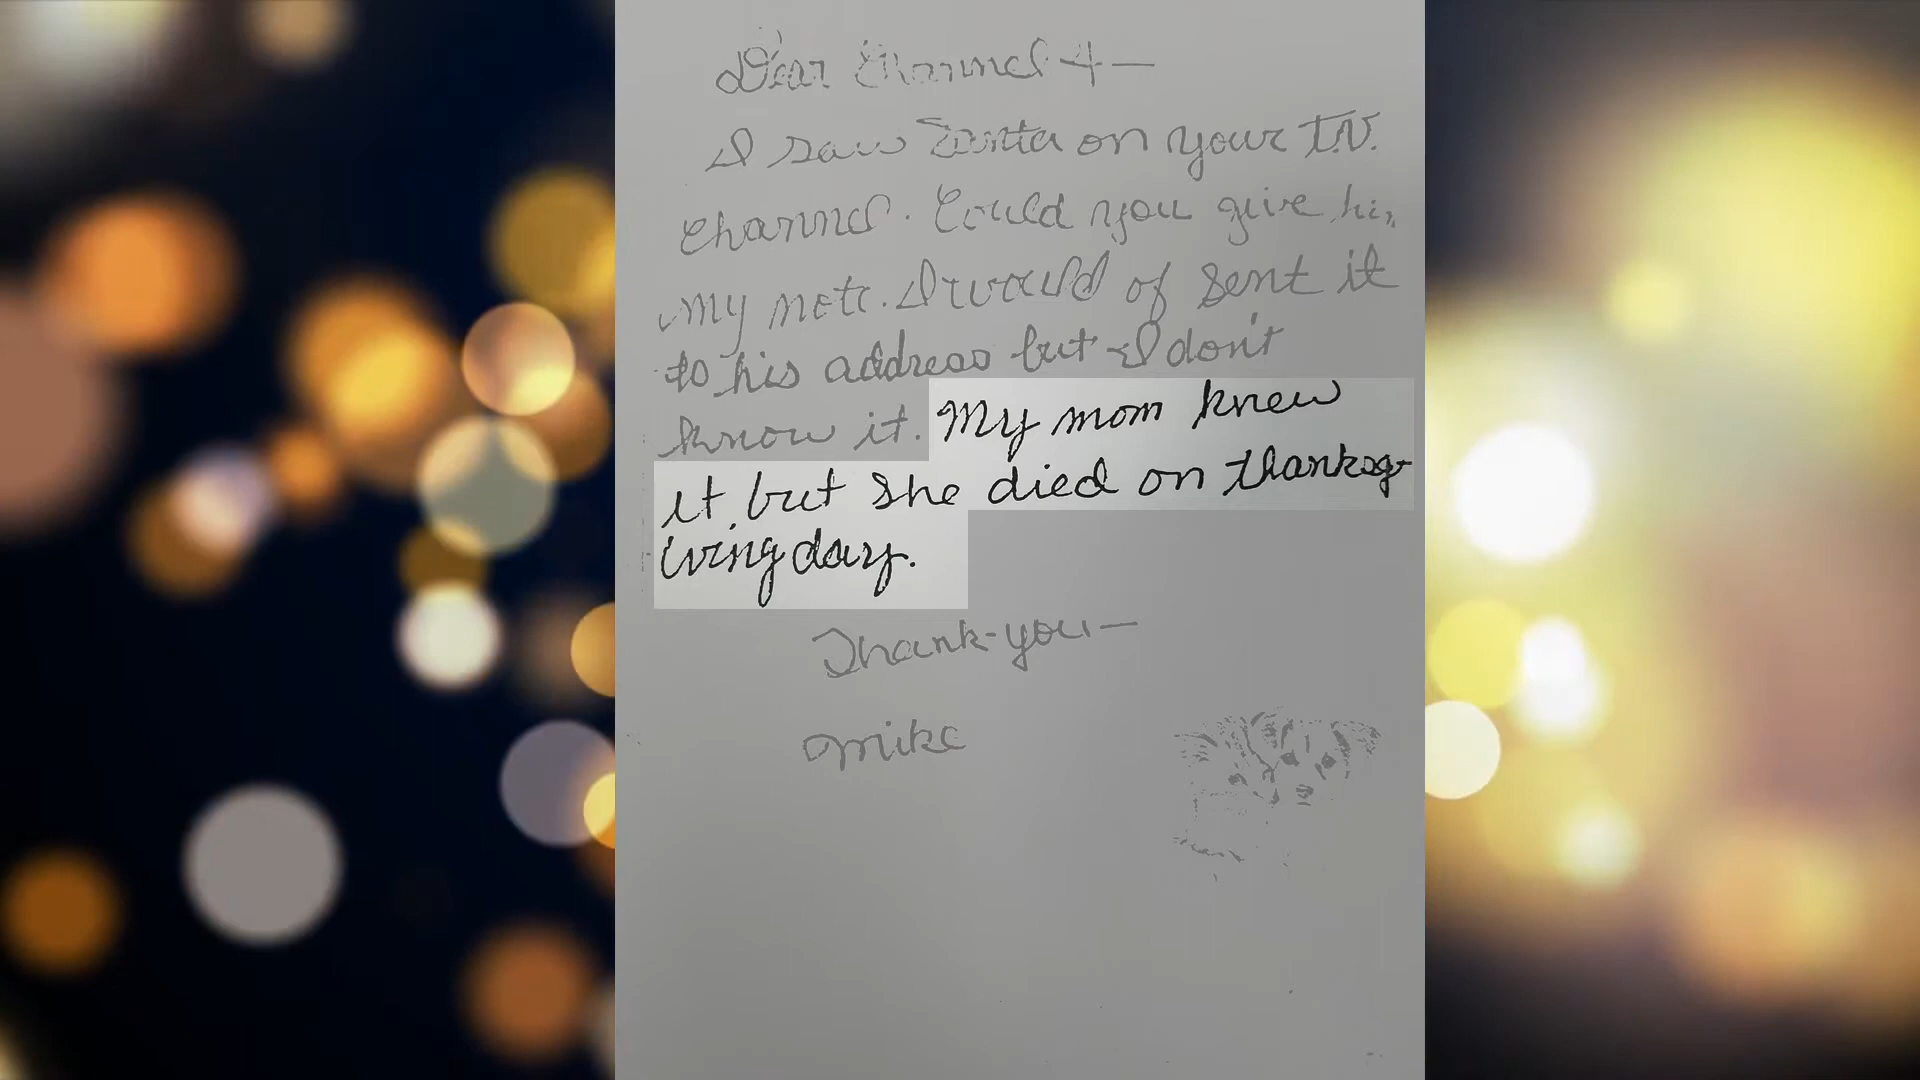 Dear Channel 4—
I saw Santa on your T.V.
channel. Could you give him
my note. I would of sent it
to his address but I don't
know it. My mom knew
it but she died on thanksg-
iving day.
Thank-you—
Mike